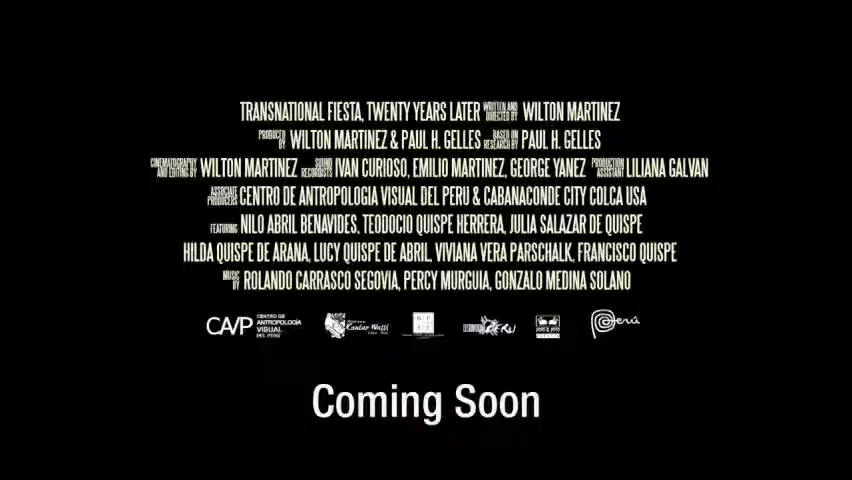 TRANSNATIONAL FIESTA, TWENTY YEARS LATER WRITTEN AND DIRECTED BY WILTON MARTINEZ
PRODUCED BY WILTON MARTINEZ & PAUL H. GELLES BASED ON RESEARCH BY PAUL H. GELLES
CINEMATOGRAPHY AND EDITING BY WILTON MARTINEZ SOUND RECORDISTS IVAN CURIOSO, EMILIO MARTINEZ, GEORGE YANEZ PRODUCTION ASSISTANT LILIANA GALVAN
ASSOCIATE PRODUCERS CENTRO DE ANTROPOLOGIA VISUAL DEL PERU & CABANACONDE CITY COLCA USA
FEATURING NILO ABRIL BENAVIDES, TEODOCIO QUISPE HERRERA, JULIA SALAZAR DE QUISPE
HILDA QUISPE DE ARANA, LUCY QUISPE DE ABRIL, VIVIANA VERA PARSCHALK, FRANCISCO QUISPE
MUSIC BY ROLANDO CARRASCO SEGOVIA, PERCY MURGUIA, GONZALO MEDINA SOLANO
CAVP CENTRO DE ANTROPOLOGÍA VISUAL DEL PERÚ
Kuntur Wassi
PERU
Perú
Coming Soon